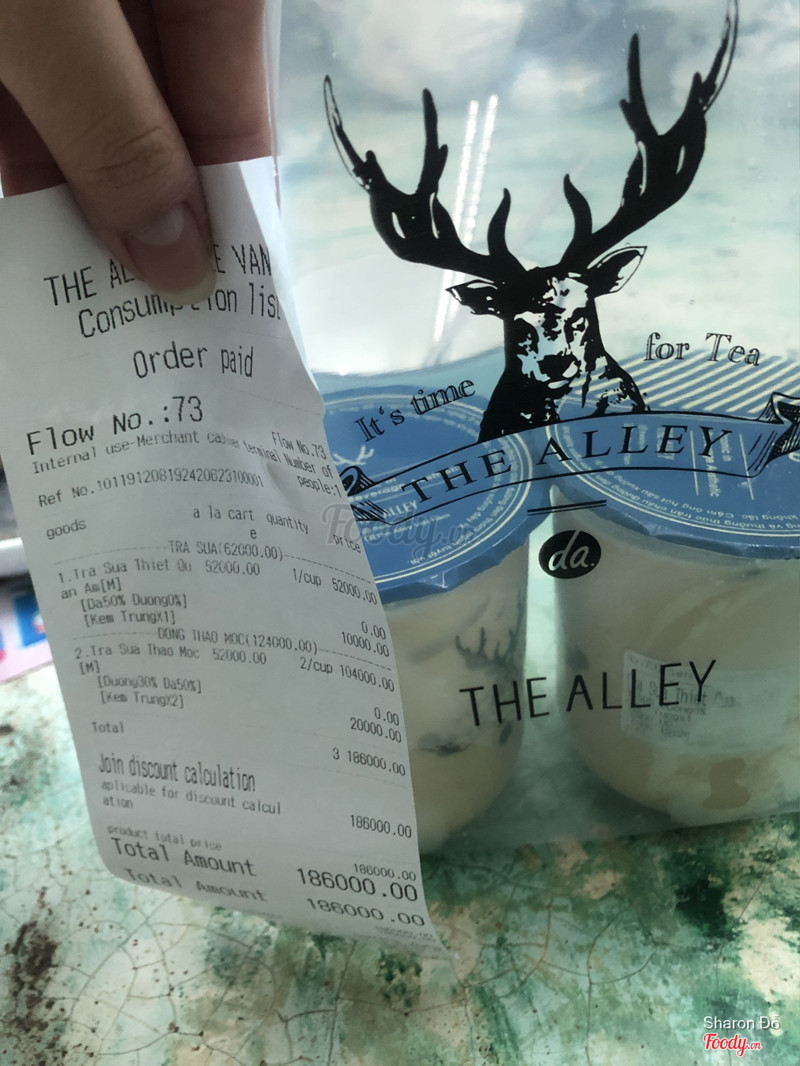 THE AL E VAN
Consumption list
Order paid
Flow No.:73
Flow No.73
Internal use-Merchant
terminal Number of
people:1
Ref No.101191208192420623100001
goods a la cart quantity price
e
TRA SUA(62000.00)
1.Tra Sua Thiet Qu 52000.00 1/cup 52000.00
an Am[M]
[Da50% Duong0%] 0.00
[Kem TrungX1] 10000.00
DONG THAO MOC(124000.00)
2.Tra Sua Thao Moc 52000.00 2/cup 104000.00
[M]
[Duong30% Da50%] 0.00
[Kem TrungX2] 20000.00
Total 3 186000.00
Join discount calculation
aplicable for discount calcul
ation 186000.00
product total price 186000.00
Total Amount 186000.00
Total Amount 186000.00
It's time for Tea
THE ALLEY
da.
THE ALLEY
ALLEY
Foody.vn
Sharon Đỗ
Foody.vn